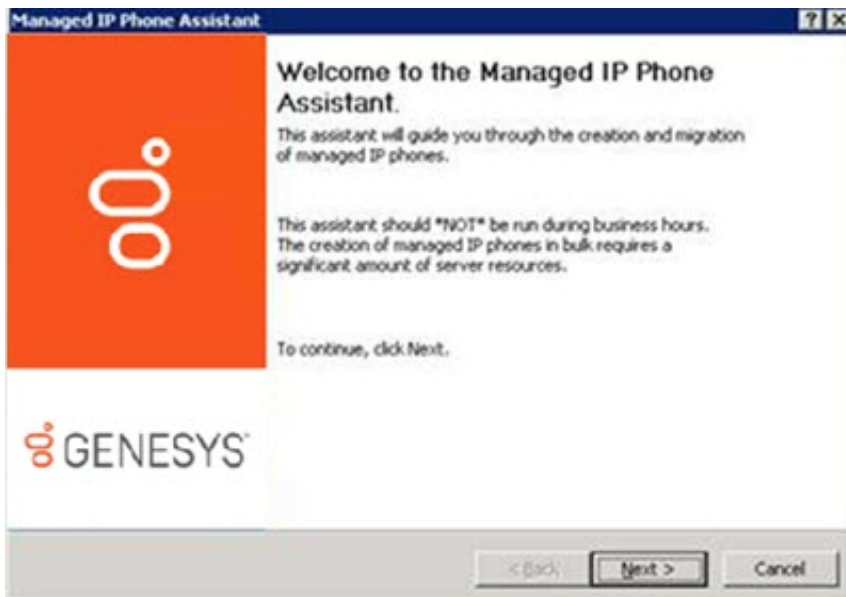 Managed IP Phone Assistant
Welcome to the Managed IP Phone
Assistant.
This assistant will guide you through the creation and migration
of managed IP phones.
This assistant should *NOT* be run during business hours.
The creation of managed IP phones in bulk requires a
significant amount of server resources.
To continue, click Next.
GENESYS
< Back
Next >
Cancel